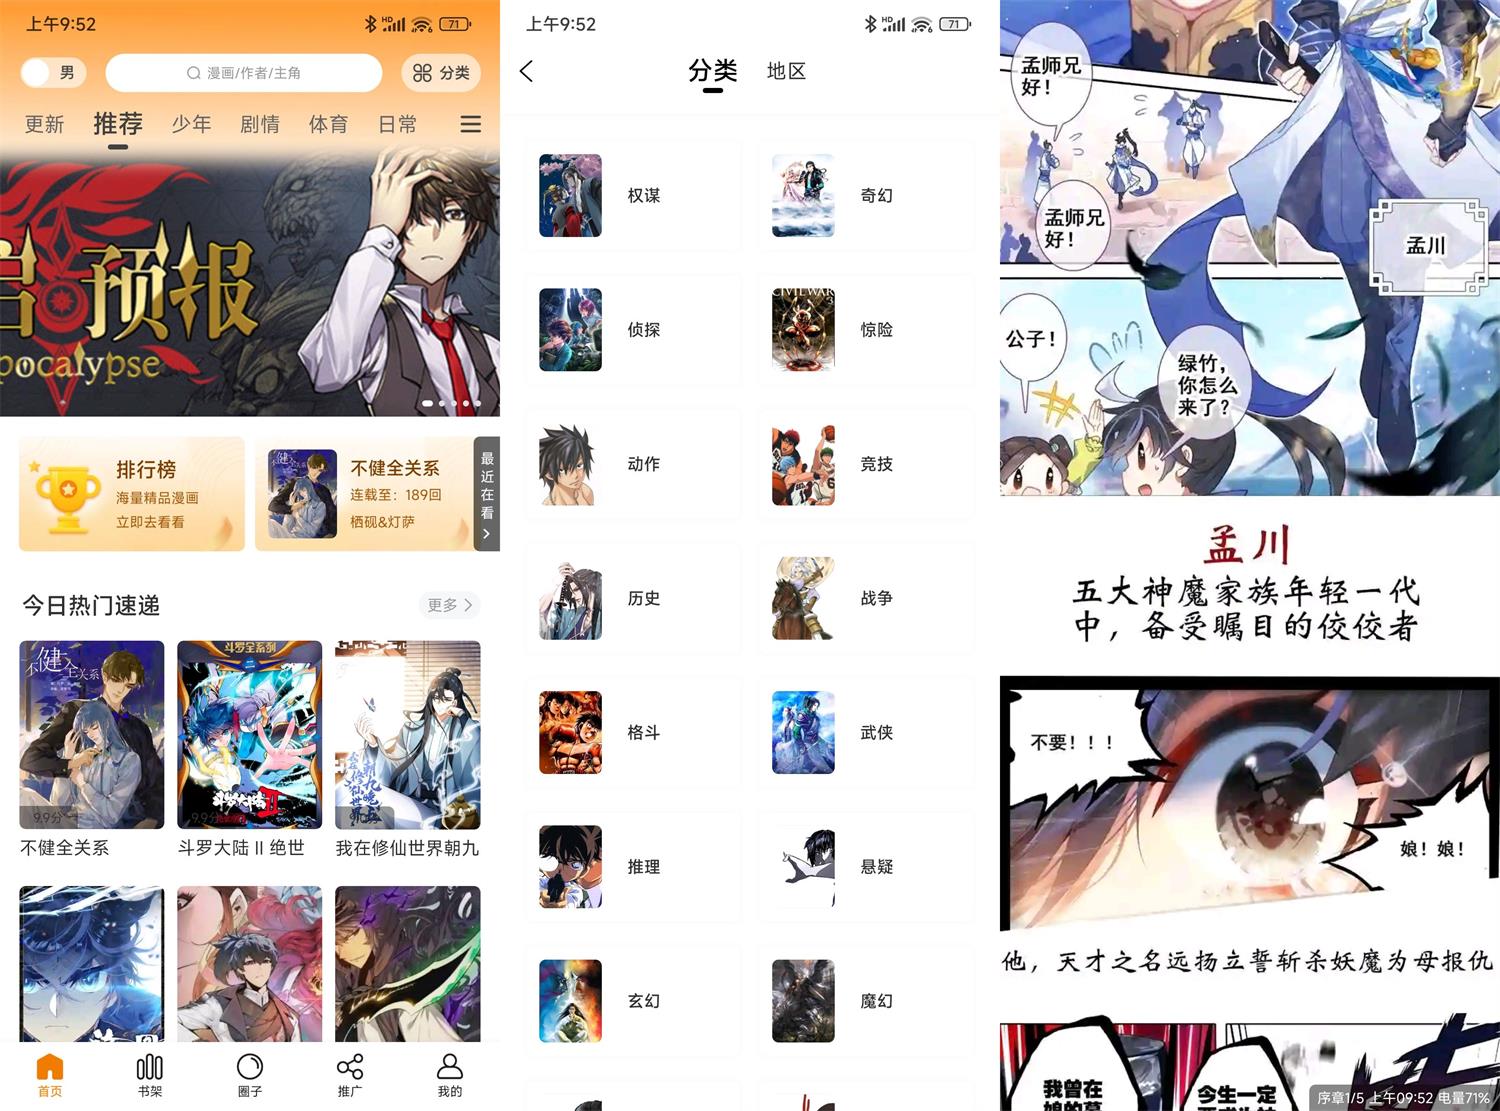 上午9:52
HD
71
男
漫画/作者/主角
分类
更新
推荐
少年
剧情
体育
日常
启预报
pocalypse
排行榜
海量精品漫画
立即去看看
不健全关系
连载至：189回
栖砚&灯萨
最近在看
今日热门速递
更多
不健全关系
9.9分
斗罗全系列
斗罗大陆II
9.9分
不健全关系
斗罗大陆 II 绝世
我在修仙世界朝九
首页
书架
圈子
推广
我的
上午9:52
HD
71
分类
地区
权谋
奇幻
侦探
CIVIL WAR
惊险
动作
竞技
历史
战争
格斗
武侠
推理
悬疑
玄幻
魔幻
孟师兄
好！
孟师兄
好！
孟川
公子！
绿竹，
你怎么
来了？
孟川
五大神魔家族年轻一代
中，备受瞩目的佼佼者
不要！！！
娘！娘！
他，天才之名远扬立誓斩杀妖魔为母报仇
我曾在
今生一定
序章1/5 上午09:52 电量71%